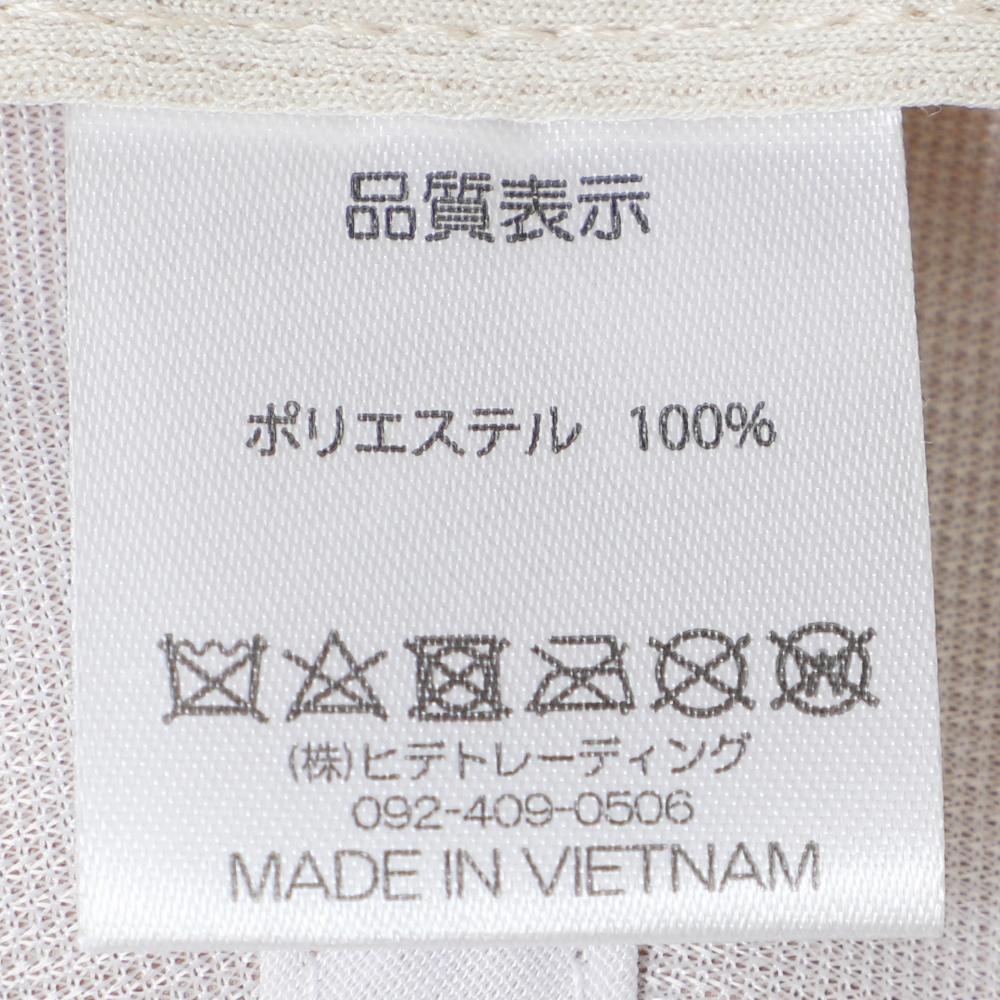 品質表示
ポリエステル 100%
(株)ヒデトレーディング
092-409-0506
MADE IN VIETNAM